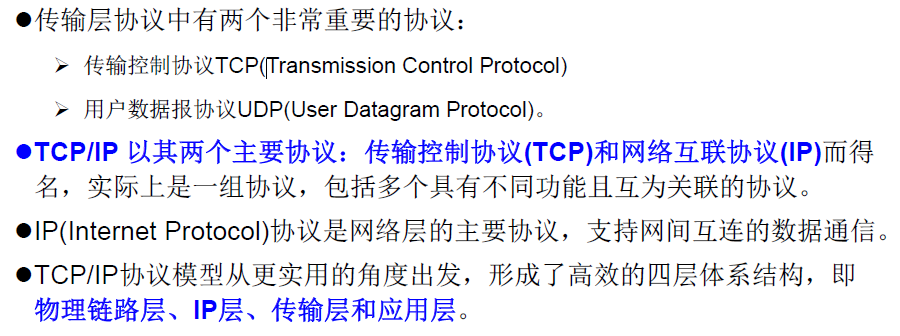 ●传输层协议中有两个非常重要的协议：
➢ 传输控制协议TCP(Transmission Control Protocol)
➢ 用户数据报协议UDP(User Datagram Protocol)。
●TCP/IP 以其两个主要协议：传输控制协议(TCP)和网络互联协议(IP)而得
名，实际上是一组协议，包括多个具有不同功能且互为关联的协议。
●IP(Internet Protocol)协议是网络层的主要协议，支持网间互连的数据通信。
●TCP/IP协议模型从更实用的角度出发，形成了高效的四层体系结构，即
物理链路层、IP层、传输层和应用层。